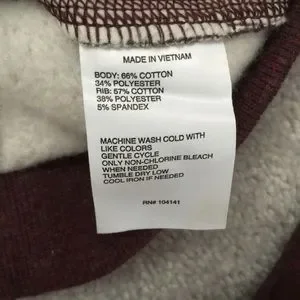 MADE IN VIETNAM
BODY: 66% COTTON
34% POLYESTER
RIB: 57% COTTON
38% POLYESTER
5% SPANDEX
MACHINE WASH COLD WITH
LIKE COLORS
GENTLE CYCLE
ONLY NON-CHLORINE BLEACH
WHEN NEEDED
TUMBLE DRY LOW
COOL IRON IF NEEDED
RN# 104141